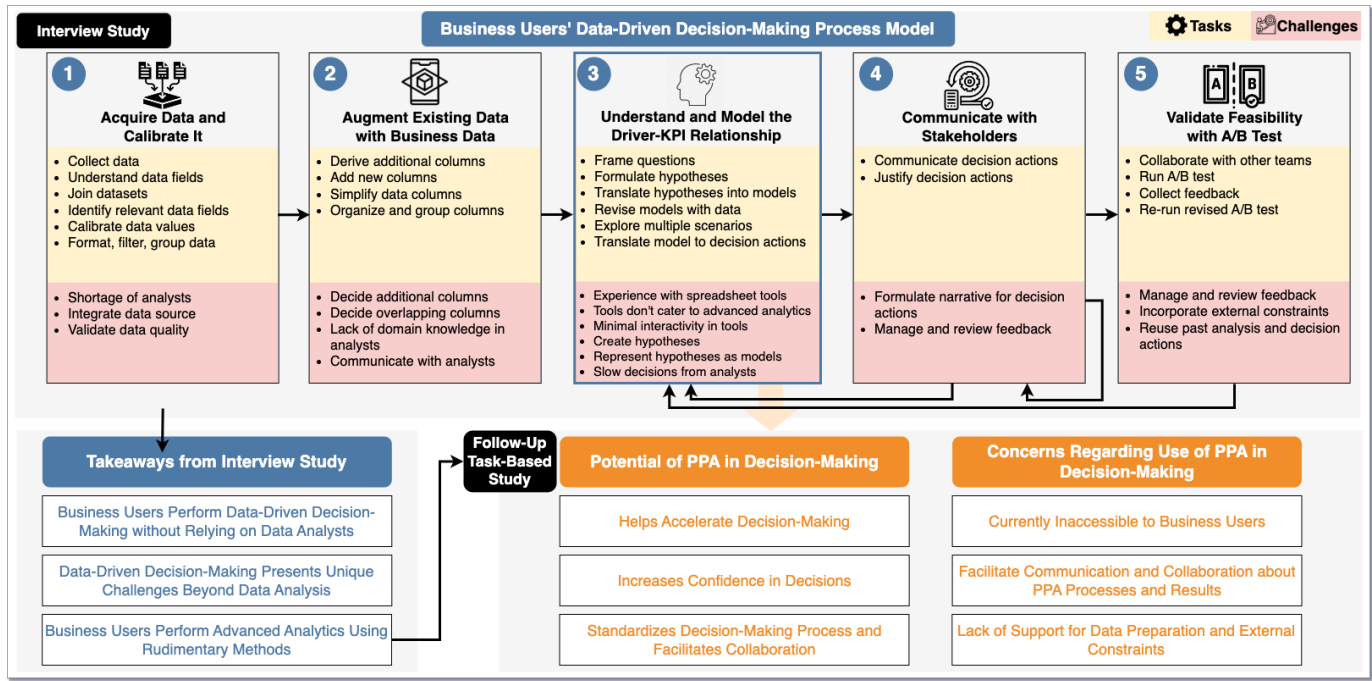 Interview Study
Business Users' Data-Driven Decision-Making Process Model
Tasks
Challenges
1
Acquire Data and
Calibrate It
• Collect data
• Understand data fields
• Join datasets
• Identify relevant data fields
• Calibrate data values
• Format, filter, group data
• Shortage of analysts
• Integrate data source
• Validate data quality
2
Augment Existing Data
with Business Data
• Derive additional columns
• Add new columns
• Simplify data columns
• Organize and group columns
• Decide additional columns
• Decide overlapping columns
• Lack of domain knowledge in
analysts
• Communicate with analysts
3
Understand and Model the
Driver-KPI Relationship
• Frame questions
• Formulate hypotheses
• Translate hypotheses into models
• Revise models with data
• Explore multiple scenarios
• Translate model to decision actions
• Experience with spreadsheet tools
• Tools don't cater to advanced analytics
• Minimal interactivity in tools
• Create hypotheses
• Represent hypotheses as models
• Slow decisions from analysts
4
Communicate with
Stakeholders
• Communicate decision actions
• Justify decision actions
• Formulate narrative for decision
actions
• Manage and review feedback
5
A B
Validate Feasibility
with A/B Test
• Collaborate with other teams
• Run A/B test
• Collect feedback
• Re-run revised A/B test
• Manage and review feedback
• Incorporate external constraints
• Reuse past analysis and decision
actions
Takeaways from Interview Study
Business Users Perform Data-Driven Decision-
Making without Relying on Data Analysts
Data-Driven Decision-Making Presents Unique
Challenges Beyond Data Analysis
Business Users Perform Advanced Analytics Using
Rudimentary Methods
Follow-Up
Task-Based
Study
Potential of PPA in Decision-Making
Helps Accelerate Decision-Making
Increases Confidence in Decisions
Standardizes Decision-Making Process and
Facilitates Collaboration
Concerns Regarding Use of PPA in
Decision-Making
Currently Inaccessible to Business Users
Facilitate Communication and Collaboration about
PPA Processes and Results
Lack of Support for Data Preparation and External
Constraints